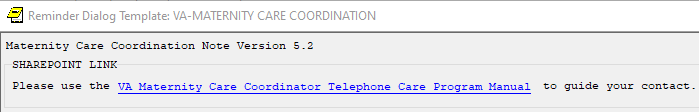 Reminder Dialog Template: VA-MATERNITY CARE COORDINATION
Maternity Care Coordination Note Version 5.2
SHAREPOINT LINK
Please use the VA Maternity Care Coordinator Telephone Care Program Manual to guide your contact.